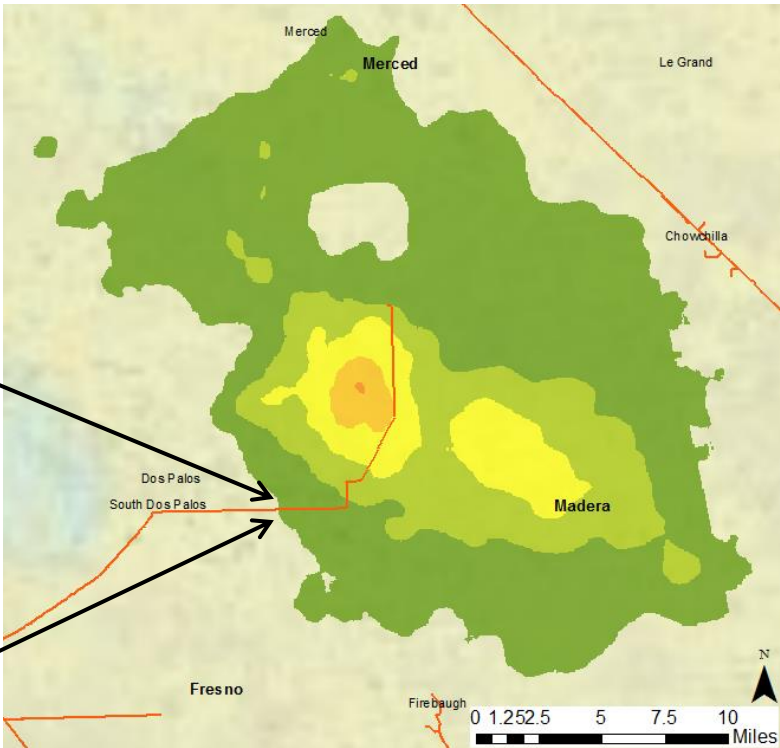 Merced
Merced
Le Grand
Chowchilla
Dos Palos
South Dos Palos
Madera
Fresno
Firebaugh
N
0 1.252.5 5 7.5 10
Miles